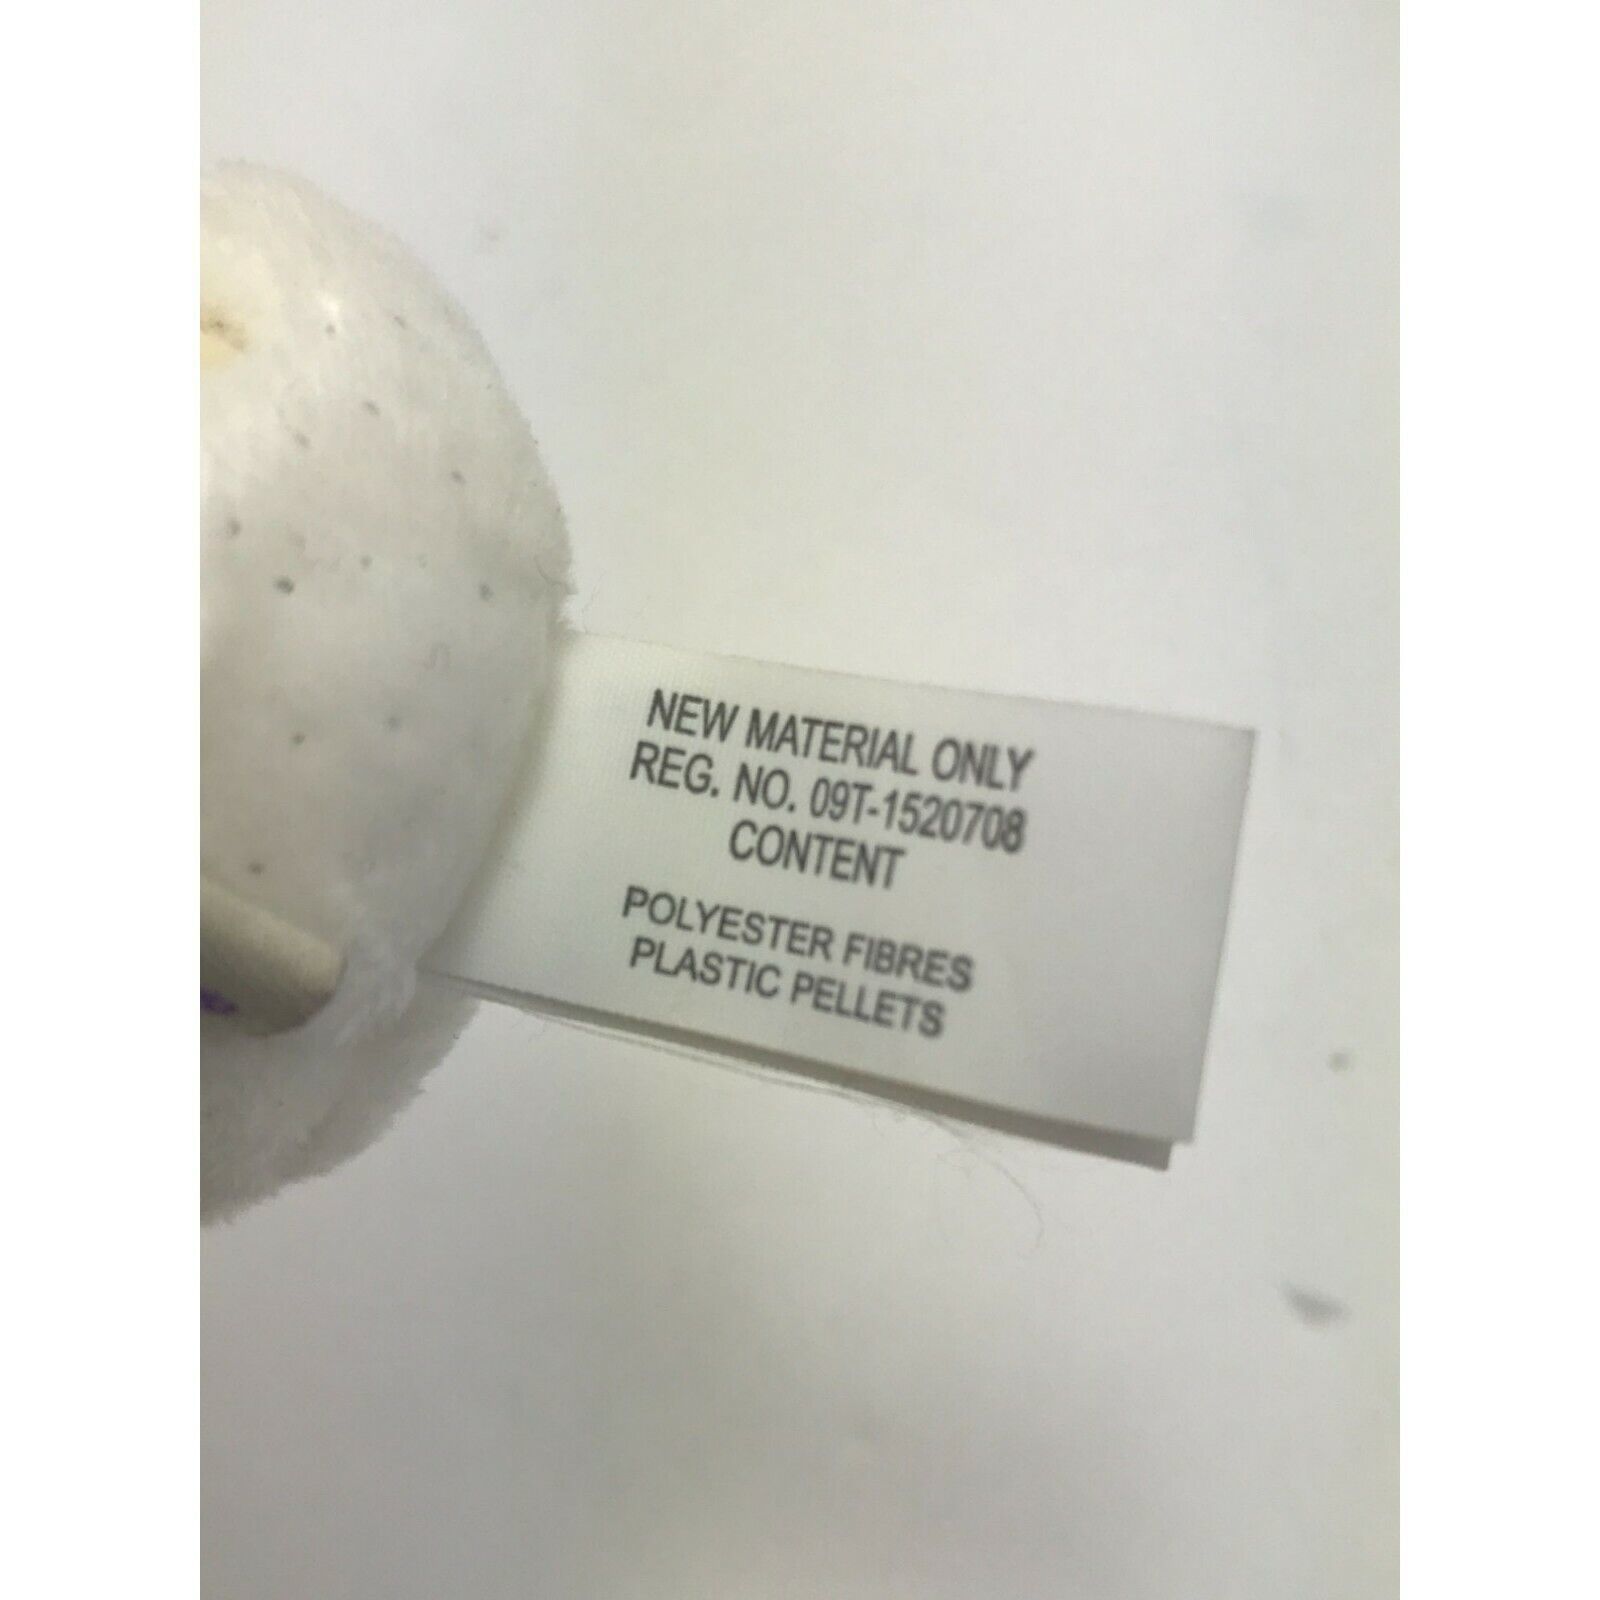 NEW MATERIAL ONLY
REG. NO. 09T-1520708
CONTENT
POLYESTER FIBRES
PLASTIC PELLETS